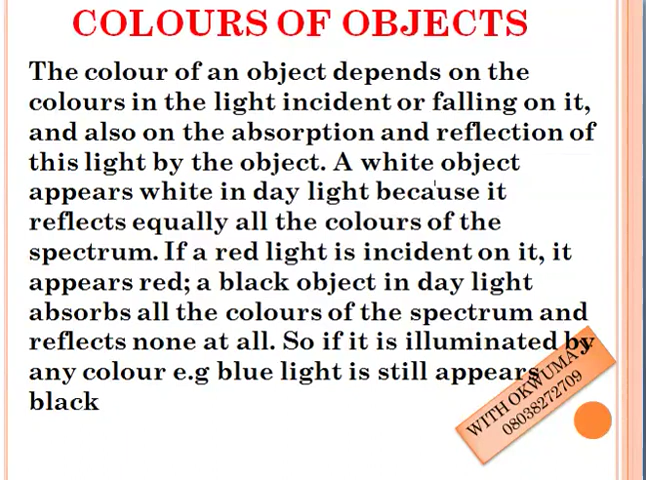 COLOURS OF OBJECTS
The colour of an object depends on the
colours in the light incident or falling on it,
and also on the absorption and reflection of
this light by the object. A white object
appears white in day light because it
reflects equally all the colours of the
spectrum. If a red light is incident on it, it
appears red; a black object in day light
absorbs all the colours of the spectrum and
reflects none at all. So if it is illuminated by
any colour e.g blue light is still appears
black
WITH OKWUMA
08038272709